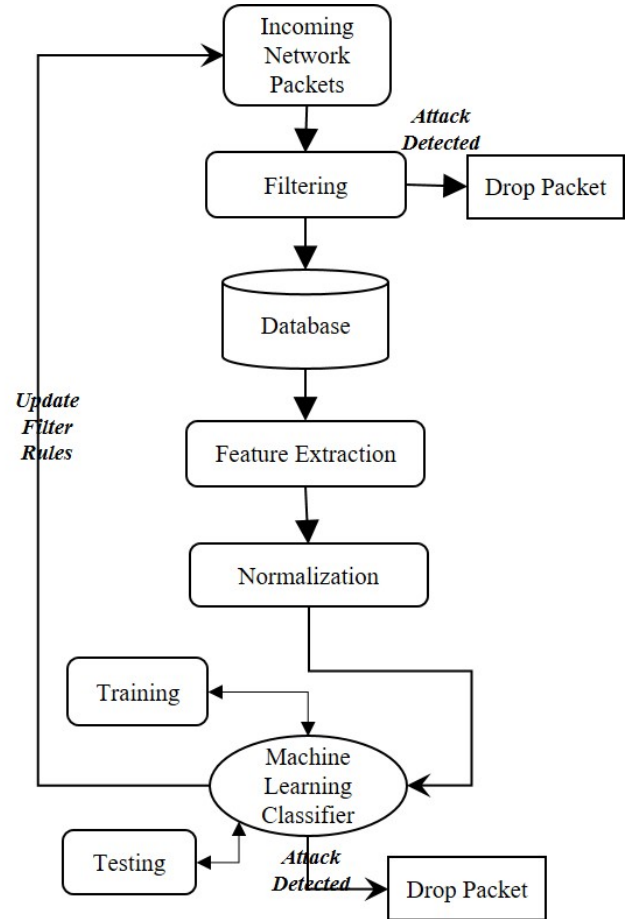 Incoming
Network
Packets
Attack
Detected
Filtering
Drop Packet
Database
Update
Filter
Rules
Feature Extraction
Normalization
Training
Machine
Learning
Classifier
Testing
Attack
Detected
Drop Packet